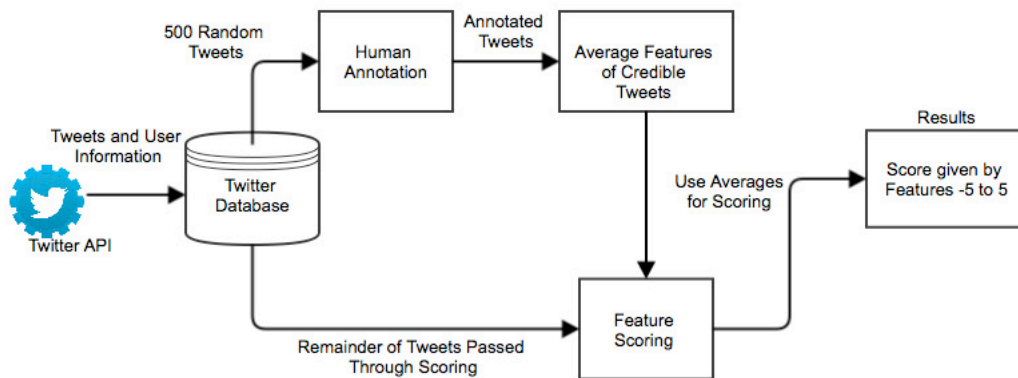 500 Random
Tweets
Human
Annotation
Annotated
Tweets
Average Features
of Credible
Tweets
Tweets and User
Information
Twitter
Database
Twitter API
Use Averages
for Scoring
Results
Score given by
Features -5 to 5
Remainder of Tweets Passed
Through Scoring
Feature
Scoring